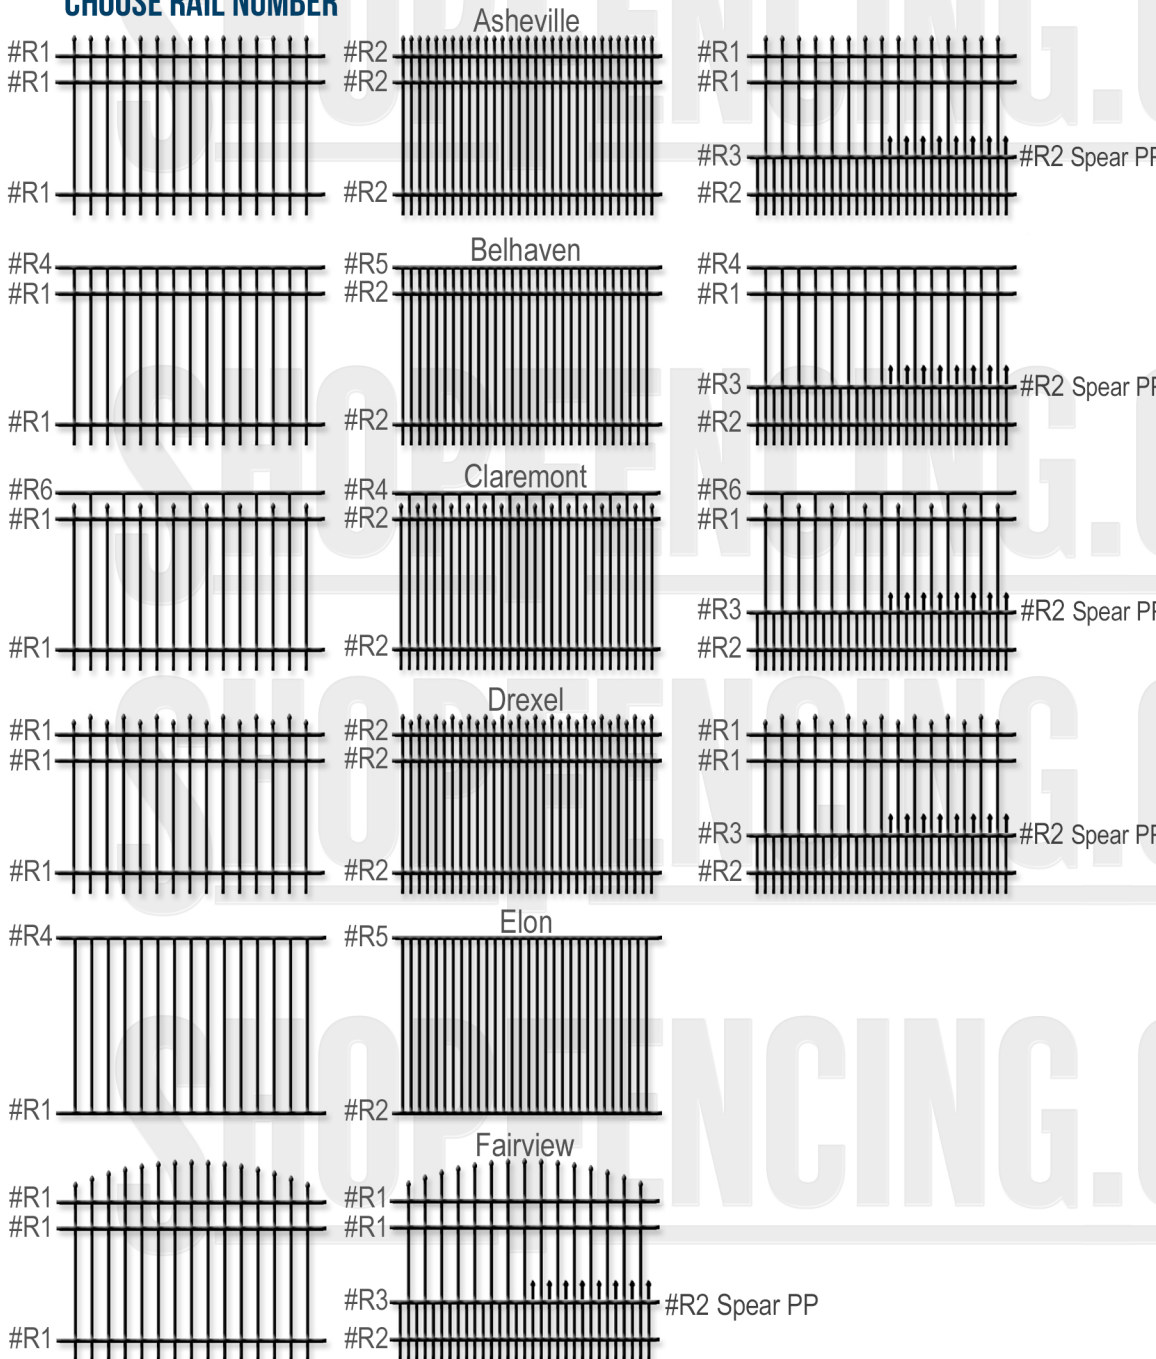 CHOOSE RAIL NUMBER
Asheville
#R1 #R2 #R1
#R1 #R2 #R1
#R3 #R2 Spear PP
#R1 #R2 #R2
Belhaven
#R4 #R5 #R4
#R1 #R2 #R1
#R3 #R2 Spear PP
#R1 #R2 #R2
Claremont
#R6 #R4 #R6
#R1 #R2 #R1
#R3 #R2 Spear PP
#R1 #R2 #R2
Drexel
#R1 #R2 #R1
#R1 #R2 #R1
#R3 #R2 Spear PP
#R1 #R2 #R2
Elon
#R4 #R5
#R1 #R2
Fairview
#R1 #R1
#R1 #R1
#R3 #R2 Spear PP
#R1 #R2